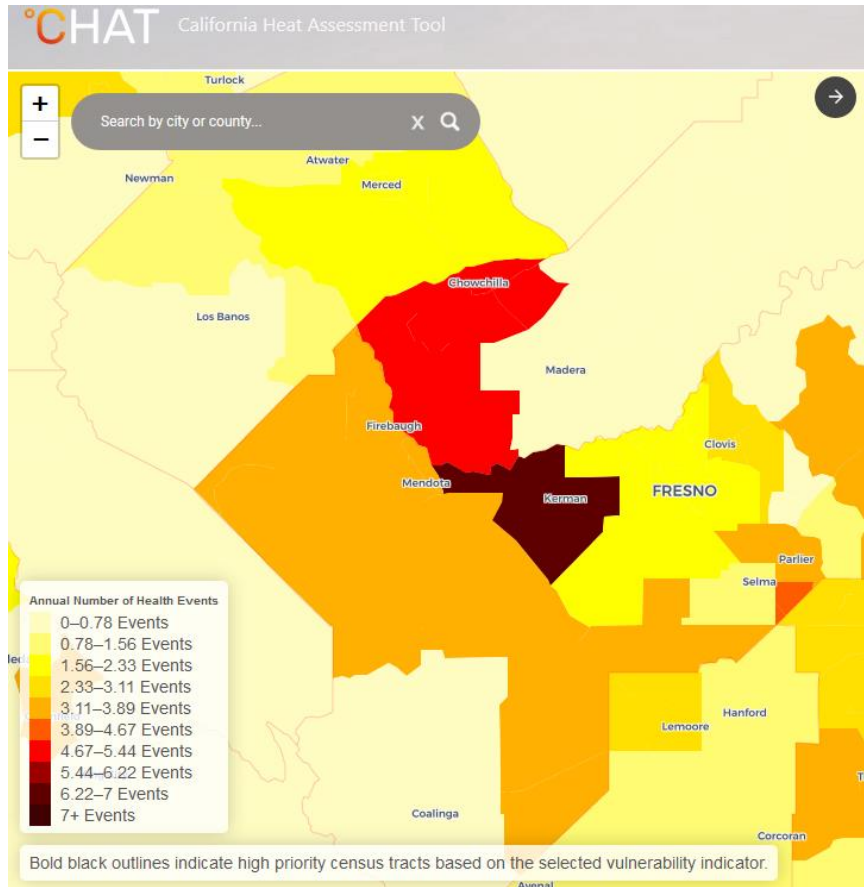 °CHAT California Heat Assessment Tool
Turlock
+
−
Search by city or county... X
Atwater
Merced
Newman
Chowchilla
Los Banos
Madera
Firebaugh
Clovis
Mendota
Kerman
FRESNO
Parlier
Selma
Annual Number of Health Events
0–0.78 Events
0.78–1.56 Events
1.56–2.33 Events
2.33–3.11 Events
3.11–3.89 Events
3.89–4.67 Events
4.67–5.44 Events
5.44–6.22 Events
6.22–7 Events
7+ Events
Hanford
Lemoore
Coalinga
Corcoran
Bold black outlines indicate high priority census tracts based on the selected vulnerability indicator.
Avenal